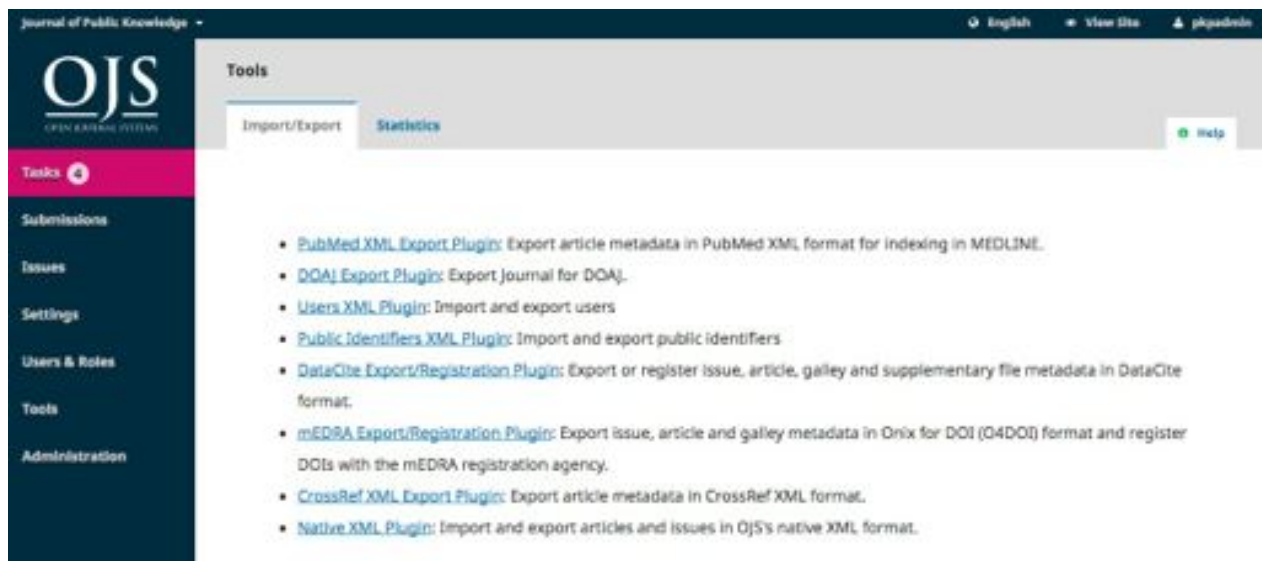 Journal of Public Knowledge
English View Site pkpadmin
OJS
OPEN JOURNAL SYSTEMS
Tools
Import/Export Statistics
Help
Tasks 4
Submissions
Issues
Settings
Users & Roles
Tools
Administration
PubMed XML Export Plugin: Export article metadata in PubMed XML format for indexing in MEDLINE.
DOAJ Export Plugin: Export Journal for DOAJ.
Users XML Plugin: Import and export users
Public Identifiers XML Plugin: Import and export public identifiers
DataCite Export/Registration Plugin: Export or register issue, article, galley and supplementary file metadata in DataCite
format.
mEDRA Export/Registration Plugin: Export issue, article and galley metadata in Onix for DOI (O4DOI) format and register
DOIs with the mEDRA registration agency.
CrossRef XML Export Plugin: Export article metadata in CrossRef XML format.
Native XML Plugin: Import and export articles and issues in OJS's native XML format.